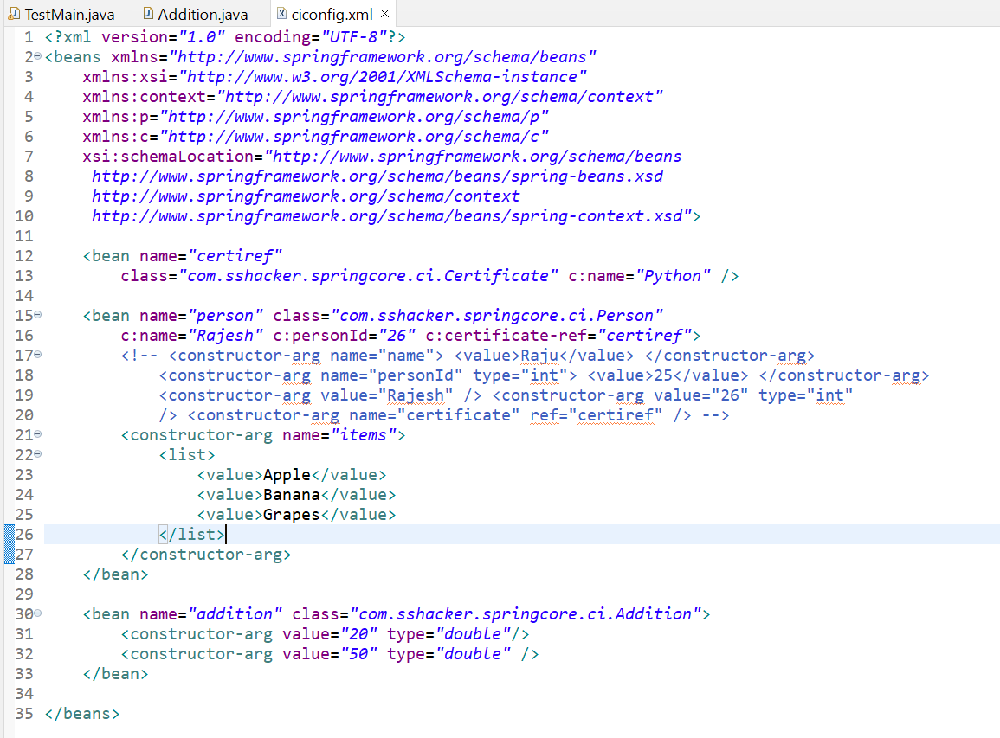 TestMain.java Addition.java ciconfig.xml
1 <?xml version="1.0" encoding="UTF-8"?>
2 <beans xmlns="http://www.springframework.org/schema/beans"
3     xmlns:xsi="http://www.w3.org/2001/XMLSchema-instance"
4     xmlns:context="http://www.springframework.org/schema/context"
5     xmlns:p="http://www.springframework.org/schema/p"
6     xmlns:c="http://www.springframework.org/schema/c"
7     xsi:schemaLocation="http://www.springframework.org/schema/beans
8      http://www.springframework.org/schema/beans/spring-beans.xsd
9      http://www.springframework.org/schema/context
10      http://www.springframework.org/schema/beans/spring-context.xsd">
11
12     <bean name="certiref"
13         class="com.sshacker.springcore.ci.Certificate" c:name="Python" />
14
15     <bean name="person" class="com.sshacker.springcore.ci.Person"
16         c:name="Rajesh" c:personId="26" c:certificate-ref="certiref">
17         <!-- <constructor-arg name="name"> <value>Raju</value> </constructor-arg>
18             <constructor-arg name="personId" type="int"> <value>25</value> </constructor-arg>
19             <constructor-arg value="Rajesh" /> <constructor-arg value="26" type="int"
20             /> <constructor-arg name="certificate" ref="certiref" /> -->
21         <constructor-arg name="items">
22             <list>
23                 <value>Apple</value>
24                 <value>Banana</value>
25                 <value>Grapes</value>
26             </list>
27         </constructor-arg>
28     </bean>
29
30     <bean name="addition" class="com.sshacker.springcore.ci.Addition">
31         <constructor-arg value="20" type="double"/>
32         <constructor-arg value="50" type="double" />
33     </bean>
34
35 </beans>